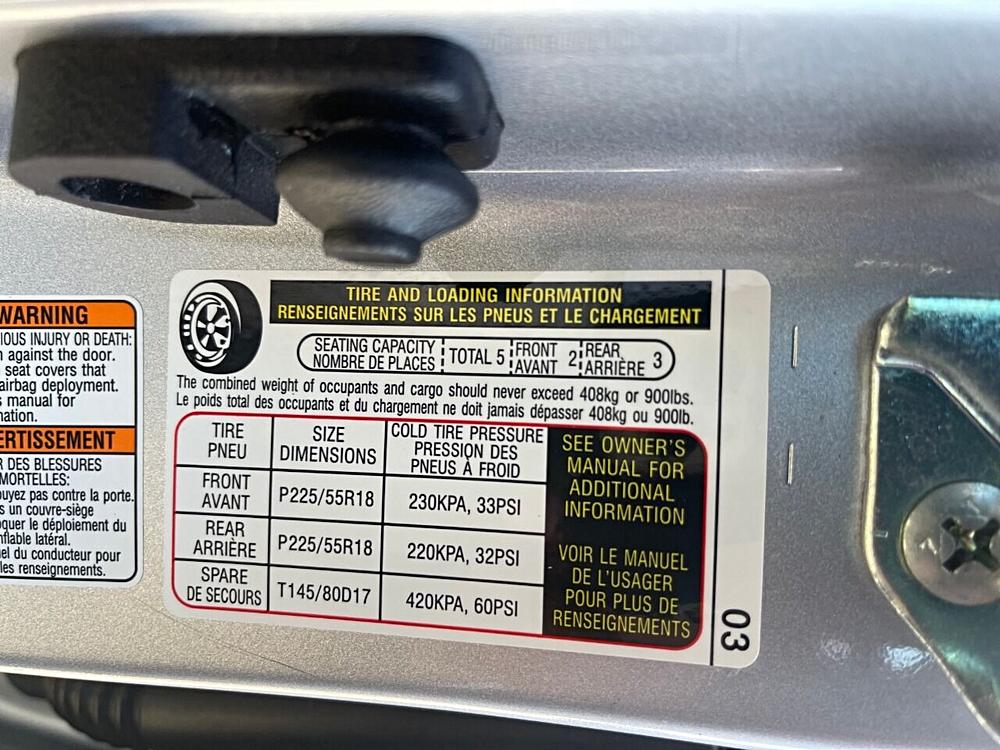 WARNING
IOUS INJURY OR DEATH:
against the door.
seat covers that
airbag deployment.
manual for
ERTISSEMENT
DES BLESSURES
MORTELLES:
uyez pas contre la porte.
un couvre-siège
oquer le déploiement du
nflable latéral.
el du conducteur pour
les renseignements.
TIRE AND LOADING INFORMATION
RENSEIGNEMENTS SUR LES PNEUS ET LE CHARGEMENT
SEATING CAPACITY
NOMBRE DE PLACES
TOTAL 5
FRONT
AVANT
2
REAR
ARRIÈRE
3
The combined weight of occupants and cargo should never exceed 408kg or 900lbs.
Le poids total des occupants et du chargement ne doit jamais dépasser 408kg ou 900lb.
TIRE
PNEU
SIZE
DIMENSIONS
COLD TIRE PRESSURE
PRESSION DES
PNEUS À FROID
FRONT
AVANT
P225/55R18
230KPA, 33PSI
REAR
ARRIÈRE
P225/55R18
220KPA, 32PSI
SPARE
DE SECOURS
T145/80D17
420KPA, 60PSI
SEE OWNER'S
MANUAL FOR
ADDITIONAL
INFORMATION
VOIR LE MANUEL
DE L'USAGER
POUR PLUS DE
RENSEIGNEMENTS
03